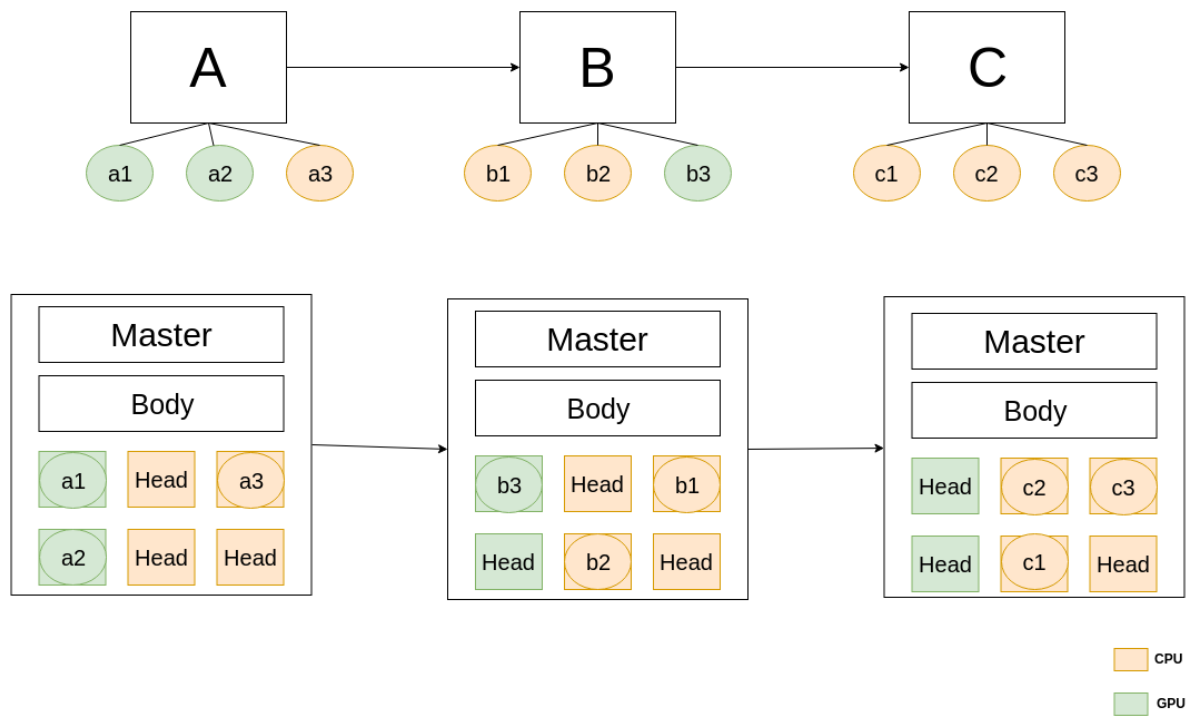 A
B
C
a1
a2
a3
b1
b2
b3
c1
c2
c3
Master
Body
a1
Head
a3
a2
Head
Head
Master
Body
b3
Head
b1
Head
b2
Head
Master
Body
Head
c2
c3
Head
c1
Head
CPU
GPU